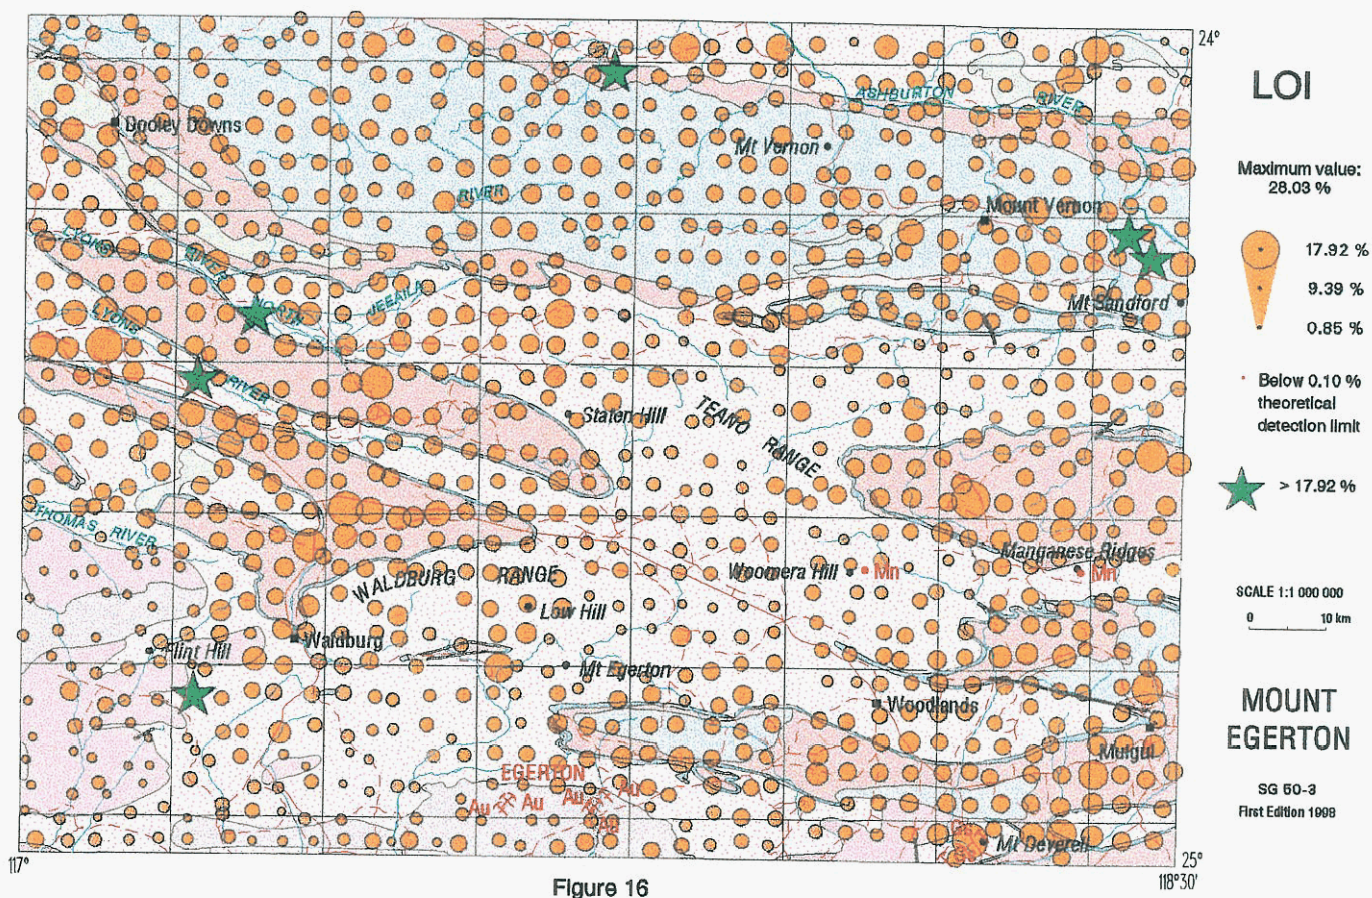 24°
LOI
Maximum value:
28.03 %
17.92 %
9.39 %
0.85 %
Below 0.10 %
theoretical
detection limit
> 17.92 %
SCALE 1:1 000 000
0 10 km
MOUNT
EGERTON
SG 50-3
First Edition 1998
ASHBURTON
RIVER
Dooley Downs
Mt Vernon
RIVER
Mount Vernon
LYONS
RIVER
NORTH
JEEAILA
Mt Sandford
LYONS
RIVER
Staten Hill
TEANO
RANGE
THOMAS RIVER
Manganese Ridges
Woomera Hill
Mn
Mn
WALDBURG
RANGE
Low Hill
Waldburg
Flint Hill
Mt Egerton
Woodlands
Mulgul
EGERTON
Au
Au
Au
Au
Mt Deverell
117°
25°
118°30'
Figure 16